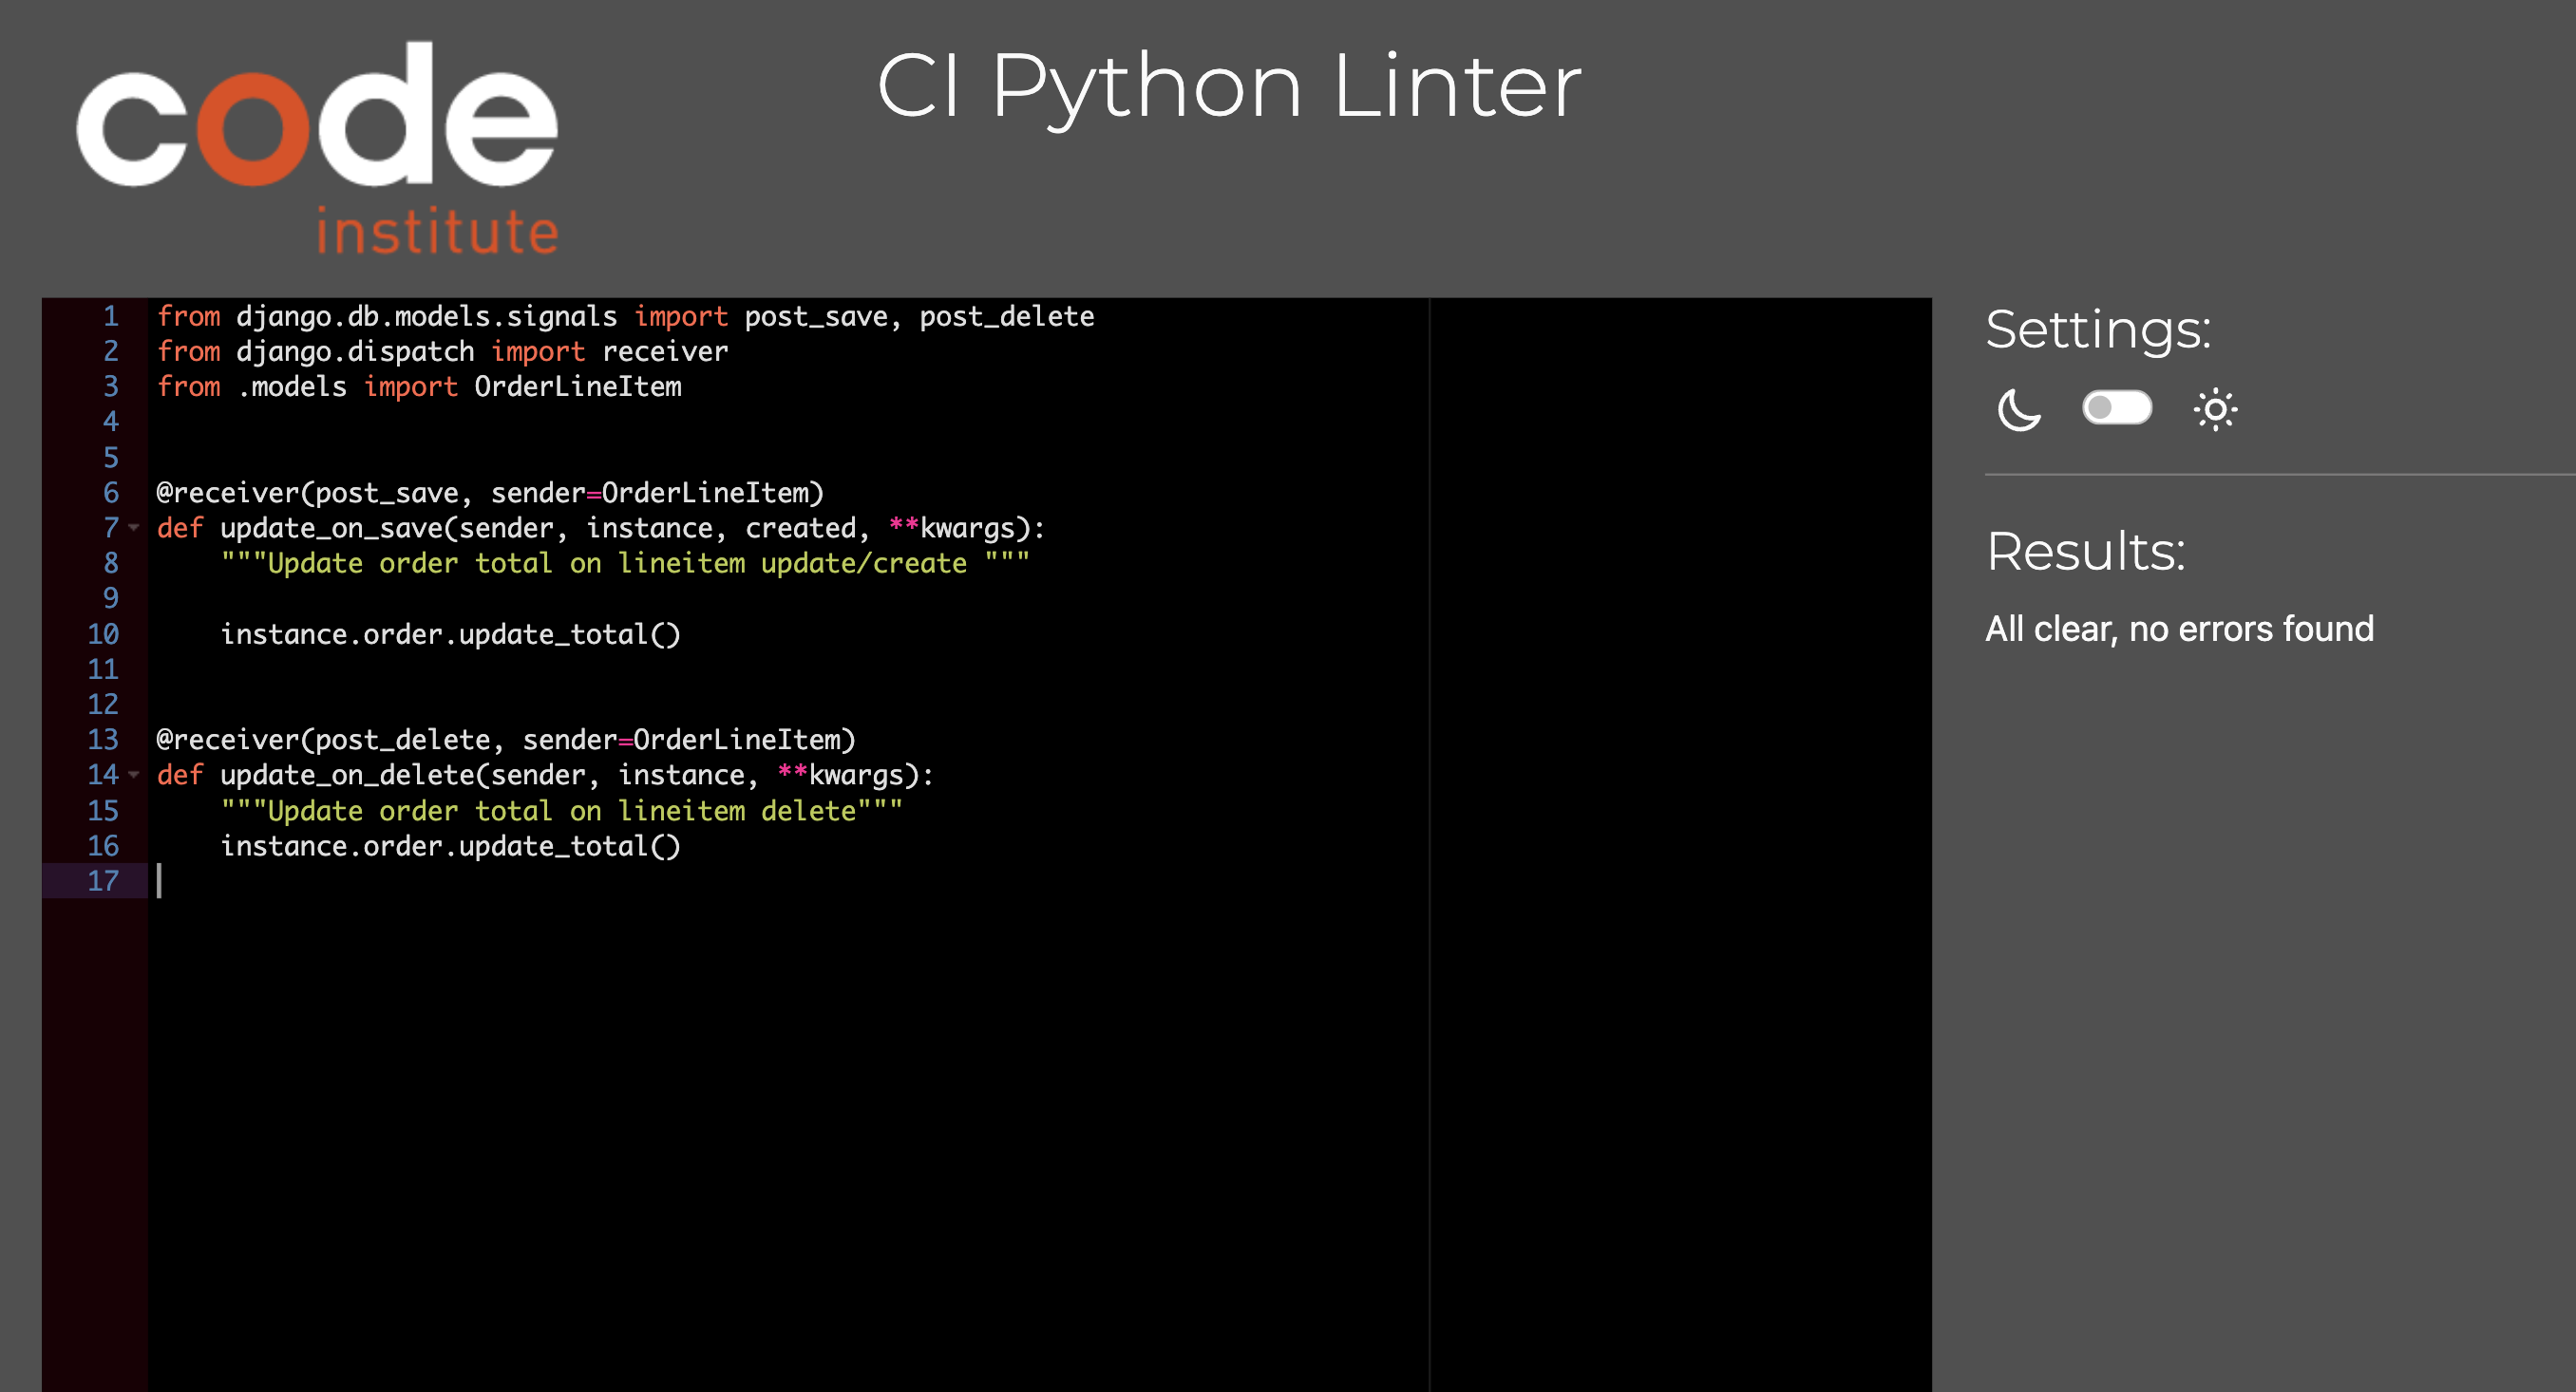 code
institute
CI Python Linter
1 from django.db.models.signals import post_save, post_delete
2 from django.dispatch import receiver
3 from .models import OrderLineItem
4
5
6 @receiver(post_save, sender=OrderLineItem)
7 def update_on_save(sender, instance, created, **kwargs):
8     """Update order total on lineitem update/create """
9
10     instance.order.update_total()
11
12
13 @receiver(post_delete, sender=OrderLineItem)
14 def update_on_delete(sender, instance, **kwargs):
15     """Update order total on lineitem delete"""
16     instance.order.update_total()
17
Settings:
Results:
All clear, no errors found